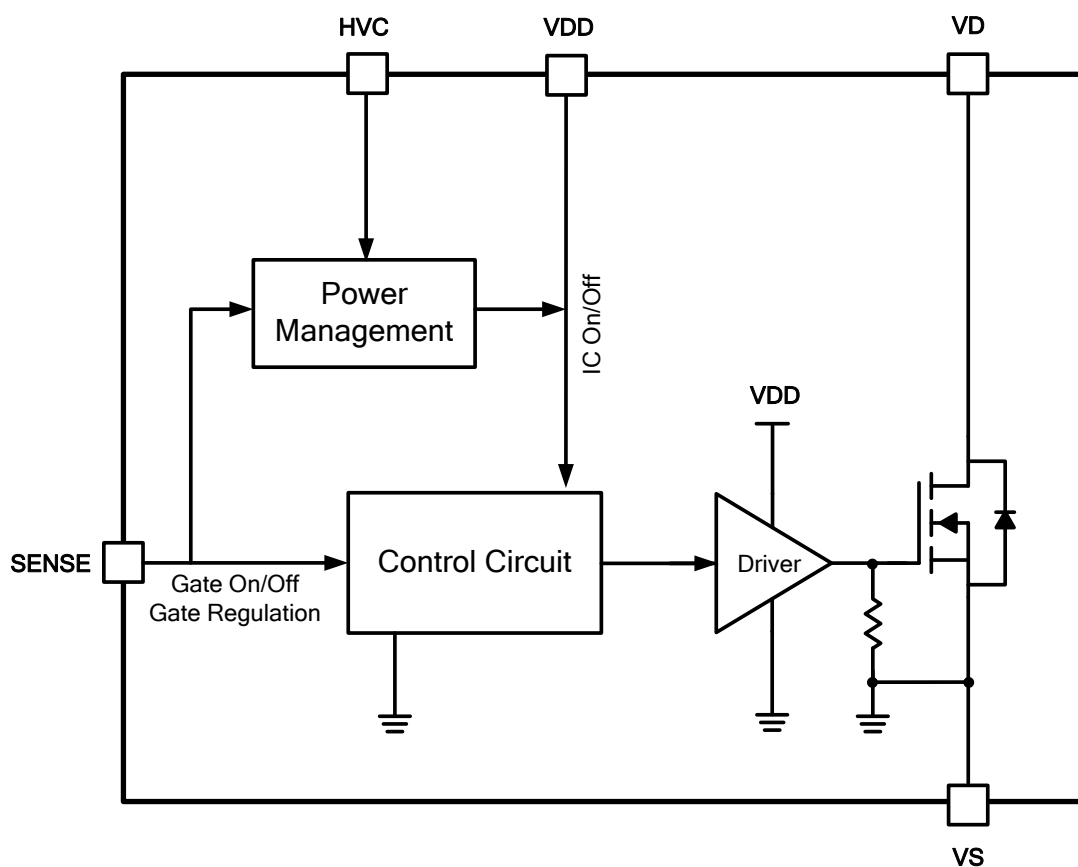 HVC
VDD
VD
Power
Management
IC On/Off
VDD
SENSE
Control Circuit
Driver
Gate On/Off
Gate Regulation
VS